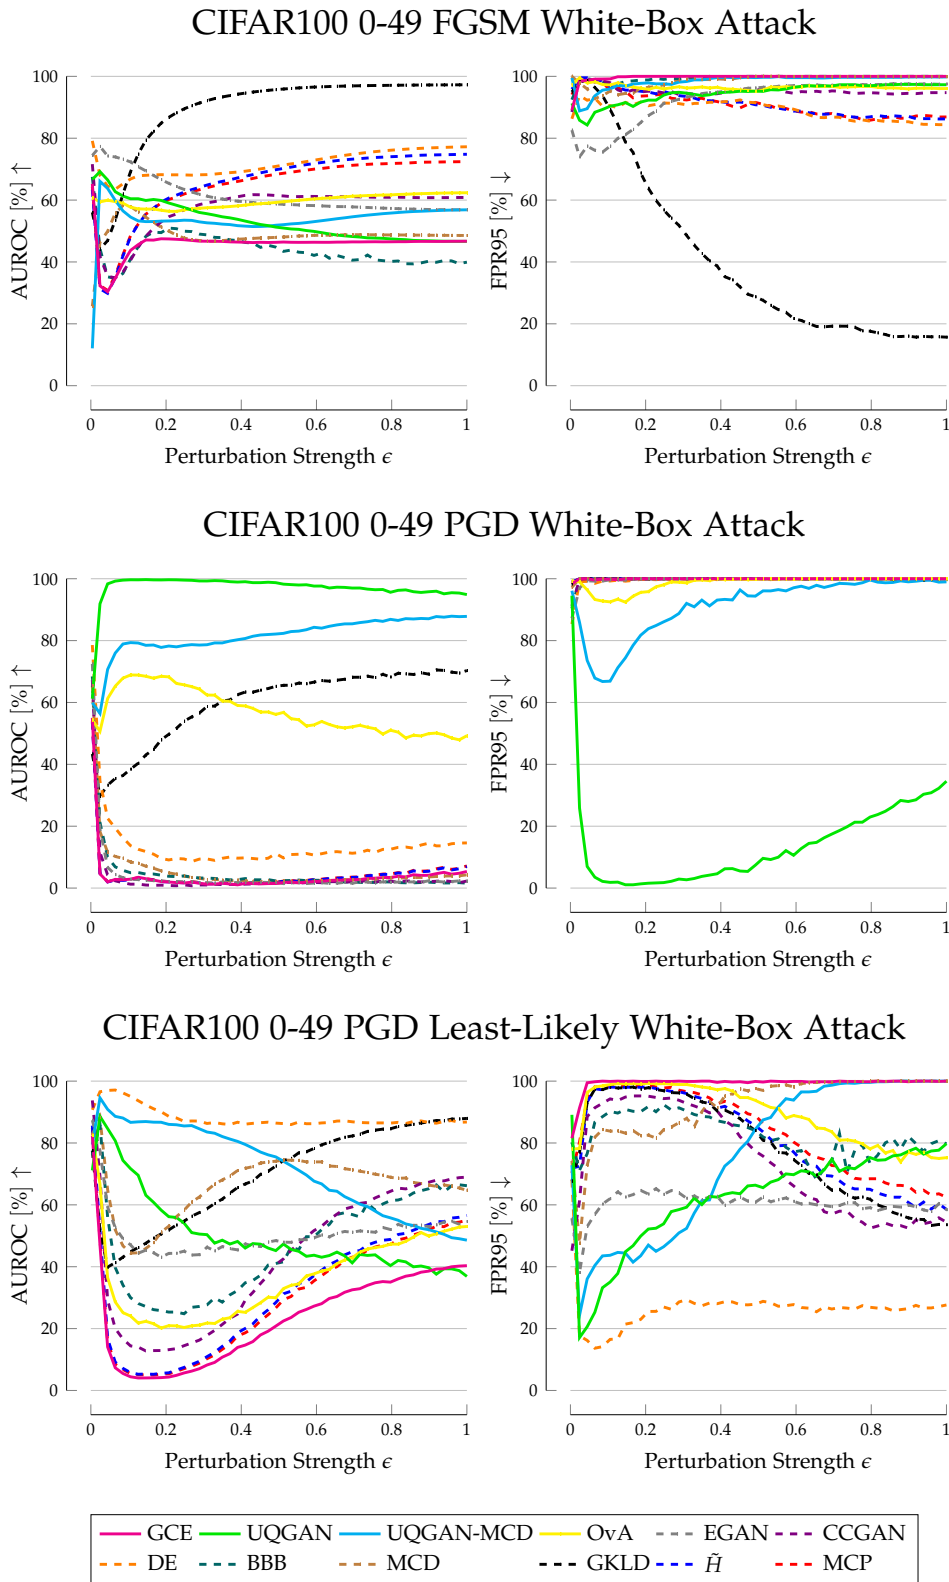 CIFAR100 0-49 FGSM White-Box Attack
AUROC [%] ↑
100
80
60
40
20
0
0 0.2 0.4 0.6 0.8 1
Perturbation Strength ϵ
FPR95 [%] ↓
100
80
60
40
20
0
0 0.2 0.4 0.6 0.8 1
Perturbation Strength ϵ
CIFAR100 0-49 PGD White-Box Attack
AUROC [%] ↑
100
80
60
40
20
0
0 0.2 0.4 0.6 0.8 1
Perturbation Strength ϵ
FPR95 [%] ↓
100
80
60
40
20
0
0 0.2 0.4 0.6 0.8 1
Perturbation Strength ϵ
CIFAR100 0-49 PGD Least-Likely White-Box Attack
AUROC [%] ↑
100
80
60
40
20
0
0 0.2 0.4 0.6 0.8 1
Perturbation Strength ϵ
FPR95 [%] ↓
100
80
60
40
20
0
0 0.2 0.4 0.6 0.8 1
Perturbation Strength ϵ
GCE UQGAN UQGAN-MCD OvA EGAN CCGAN
DE BBB MCD GKLD H̃ MCP